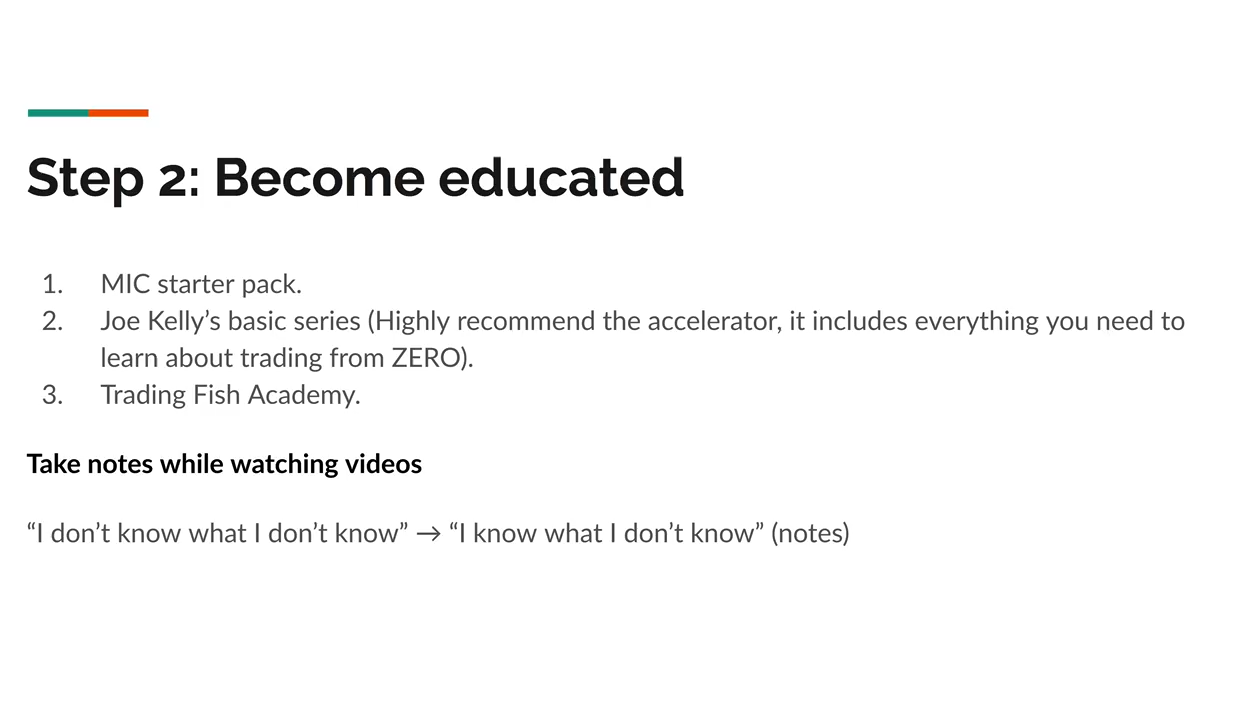 Step 2: Become educated
1. MIC starter pack.
2. Joe Kelly’s basic series (Highly recommend the accelerator, it includes everything you need to
learn about trading from ZERO).
3. Trading Fish Academy.
Take notes while watching videos
“I don’t know what I don’t know” → “I know what I don’t know” (notes)